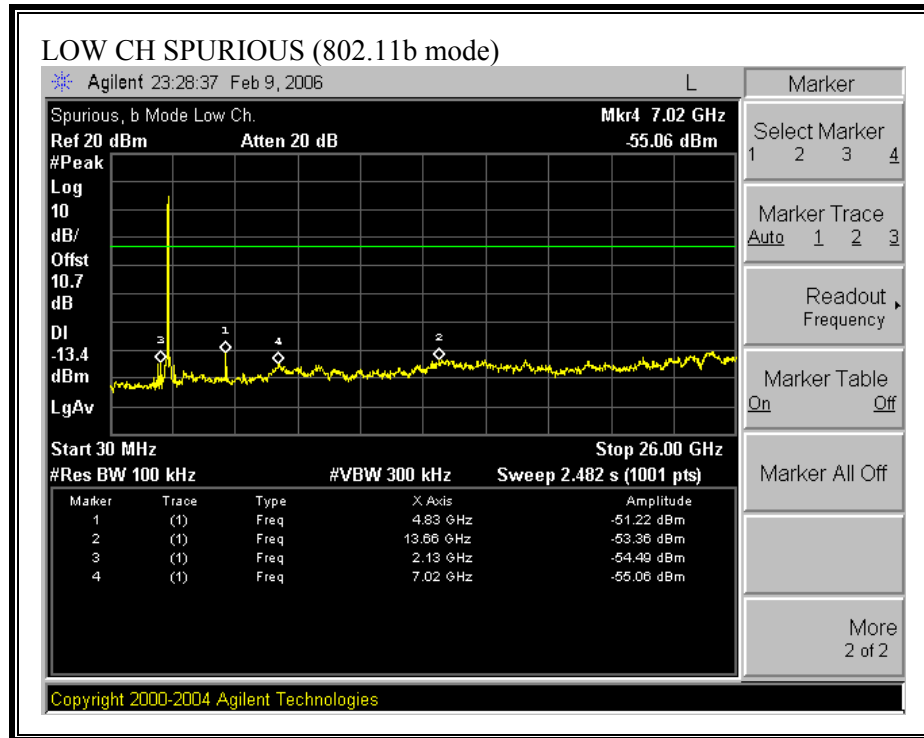 LOW CH SPURIOUS (802.11b mode)
Agilent 23:28:37 Feb 9, 2006 L
Marker
Spurious, b Mode Low Ch. Mkr4 7.02 GHz
Ref 20 dBm Atten 20 dB -55.06 dBm
#Peak
Log
10
dB/
Offst
10.7
dB
DI
-13.4
dBm
LgAv
3
1
4
2
Start 30 MHz Stop 26.00 GHz
#Res BW 100 kHz #VBW 300 kHz Sweep 2.482 s (1001 pts)
Marker Trace Type X Axis Amplitude
1 (1) Freq 4.83 GHz -51.22 dBm
2 (1) Freq 13.66 GHz -53.36 dBm
3 (1) Freq 2.13 GHz -54.49 dBm
4 (1) Freq 7.02 GHz -55.06 dBm
Select Marker
1 2 3 4
Marker Trace
Auto 1 2 3
Readout
Frequency
Marker Table
On Off
Marker All Off
More
2 of 2
Copyright 2000-2004 Agilent Technologies